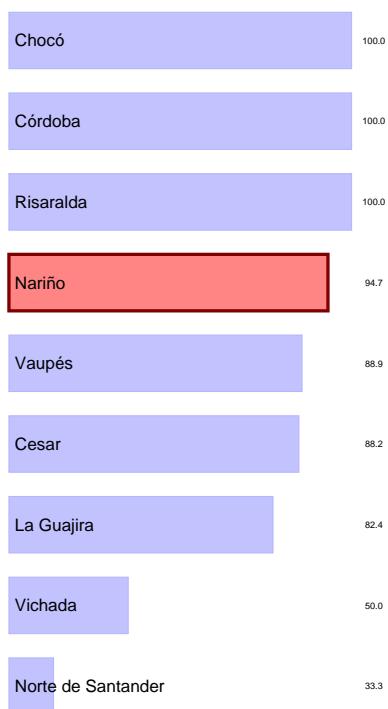 Chocó 100.0
Córdoba 100.0
Risaralda 100.0
Nariño 94.7
Vaupés 88.9
Cesar 88.2
La Guajira 82.4
Vichada 50.0
Norte de Santander 33.3